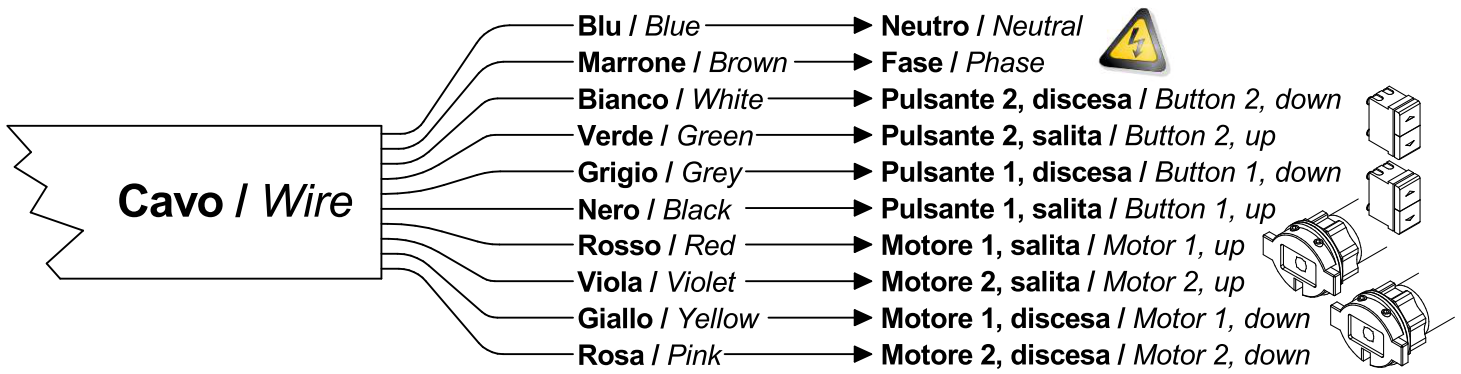 Blu / Blue Neutro / Neutral
Marrone / Brown Fase / Phase
Bianco / White Pulsante 2, discesa / Button 2, down
Verde / Green Pulsante 2, salita / Button 2, up
Grigio / Grey Pulsante 1, discesa / Button 1, down
Cavo / Wire
Nero / Black Pulsante 1, salita / Button 1, up
Rosso / Red Motore 1, salita / Motor 1, up
Viola / Violet Motore 2, salita / Motor 2, up
Giallo / Yellow Motore 1, discesa / Motor 1, down
Rosa / Pink Motore 2, discesa / Motor 2, down